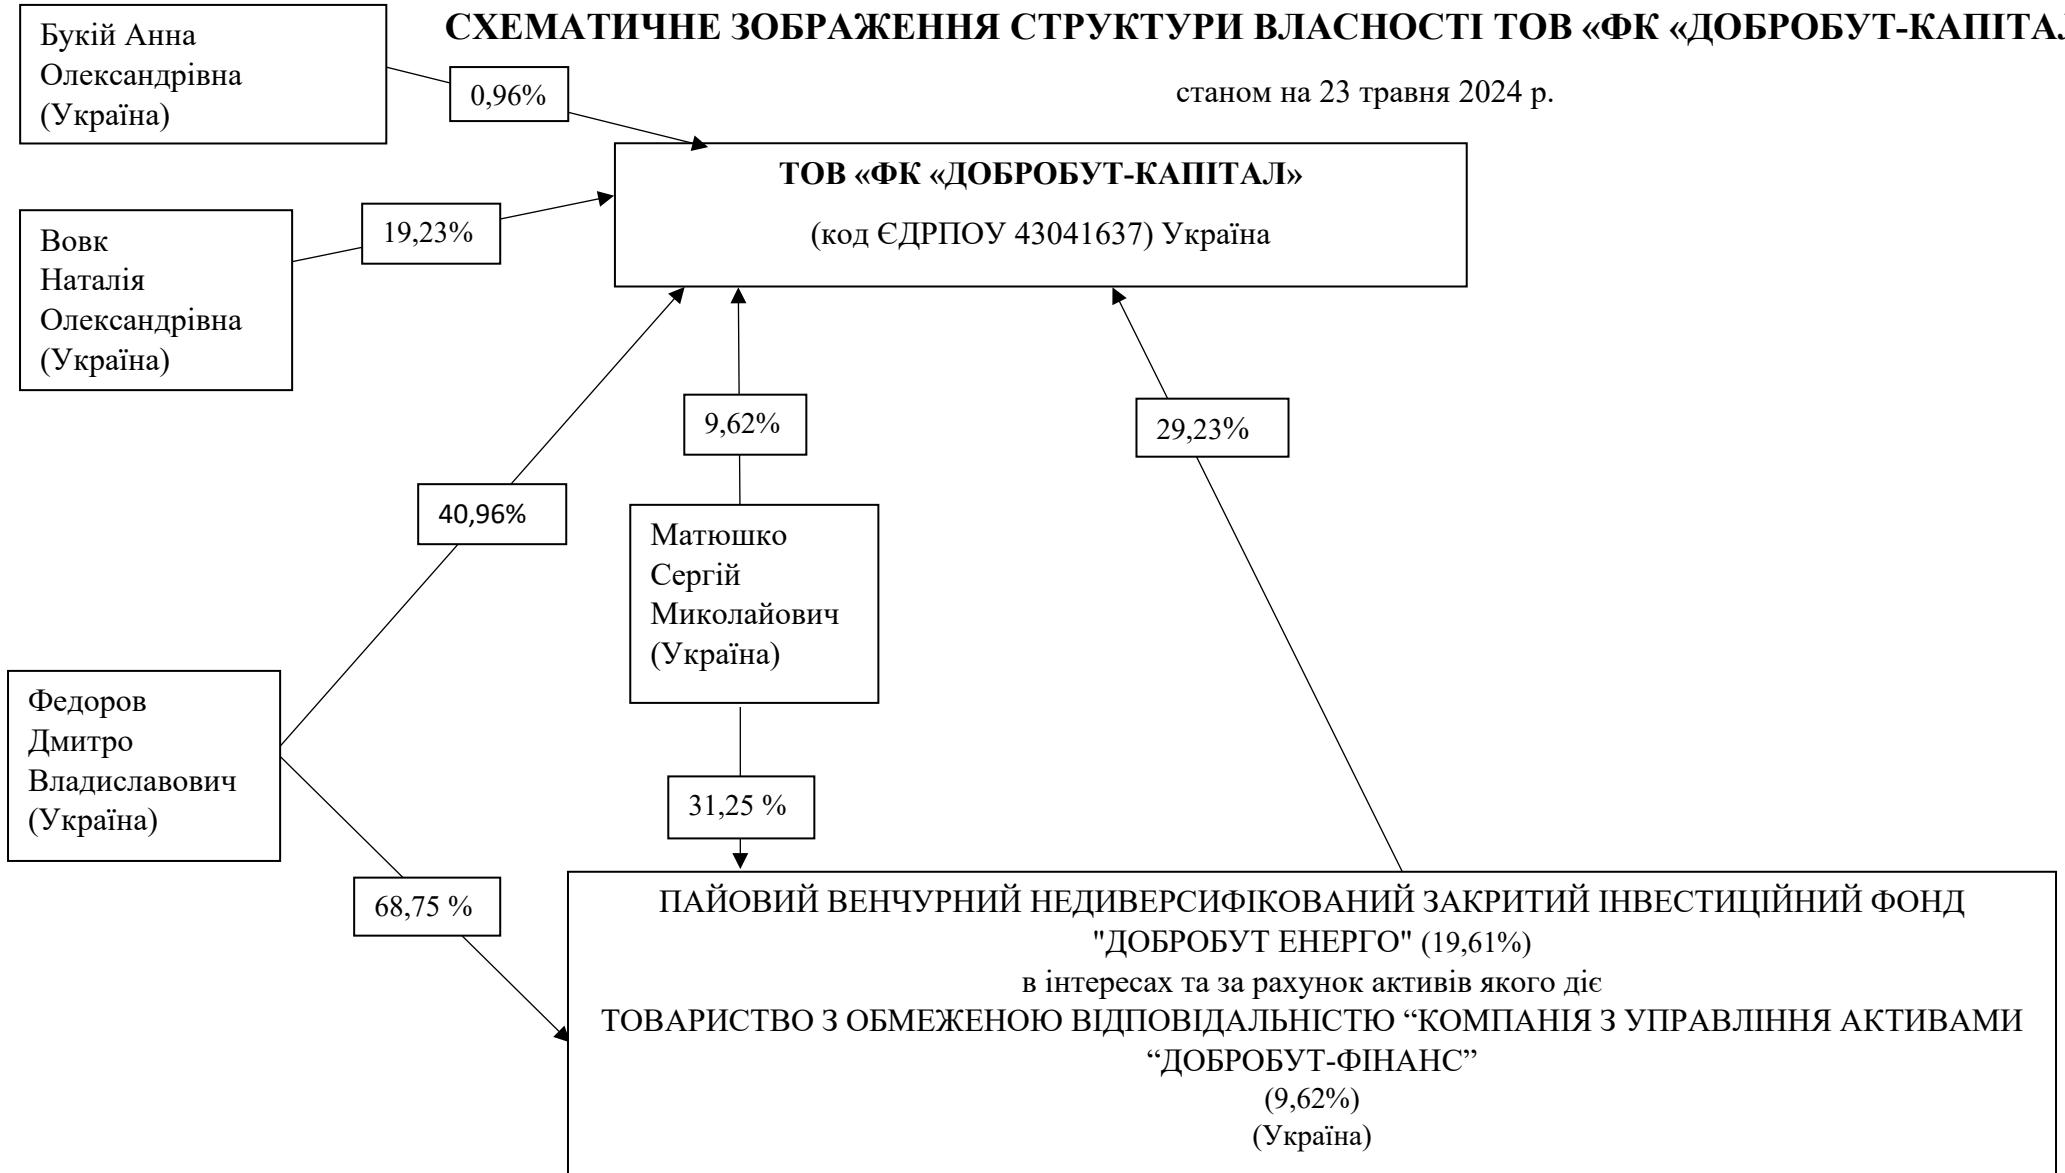 СХЕМАТИЧНЕ ЗОБРАЖЕННЯ СТРУКТУРИ ВЛАСНОСТІ ТОВ «ФК «ДОБРОБУТ-КАПІТАЛ
станом на 23 травня 2024 р.
Букій Анна
Олександрівна
(Україна)
0,96%
ТОВ «ФК «ДОБРОБУТ-КАПІТАЛ»
(код ЄДРПОУ 43041637) Україна
Вовк
Наталія
Олександрівна
(Україна)
19,23%
9,62%
29,23%
40,96%
Матюшко
Сергій
Миколайович
(Україна)
Федоров
Дмитро
Владиславович
(Україна)
31,25 %
68,75 %
ПАЙОВИЙ ВЕНЧУРНИЙ НЕДИВЕРСИФІКОВАНИЙ ЗАКРИТИЙ ІНВЕСТИЦІЙНИЙ ФОНД
"ДОБРОБУТ ЕНЕРГО" (19,61%)
в інтересах та за рахунок активів якого діє
ТОВАРИСТВО З ОБМЕЖЕНОЮ ВІДПОВІДАЛЬНІСТЮ “КОМПАНІЯ З УПРАВЛІННЯ АКТИВАМИ
“ДОБРОБУТ-ФІНАНС”
(9,62%)
(Україна)